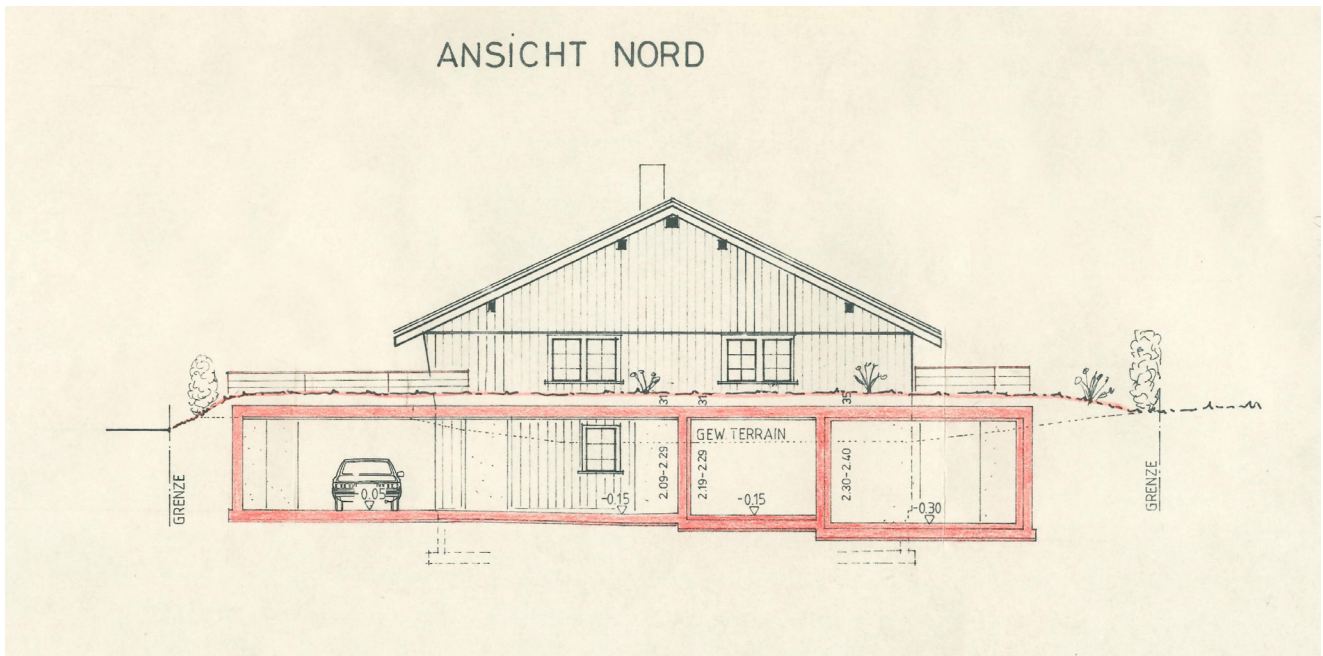 ANSICHT NORD
31
31
35
GEW. TERRAIN
2.09-2.29
2.19-2.29
2.30-2.40
GRENZE
GRENZE
-0.05
-0.15
-0.15
-0.30